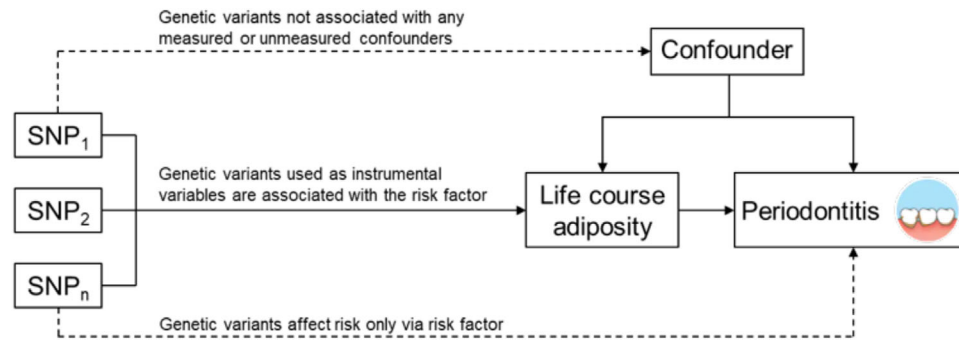 Genetic variants not associated with any
measured or unmeasured confounders
Confounder
SNP1
Genetic variants used as instrumental
variables are associated with the risk factor
SNP2
Life course
adiposity
Periodontitis
SNPn
Genetic variants affect risk only via risk factor